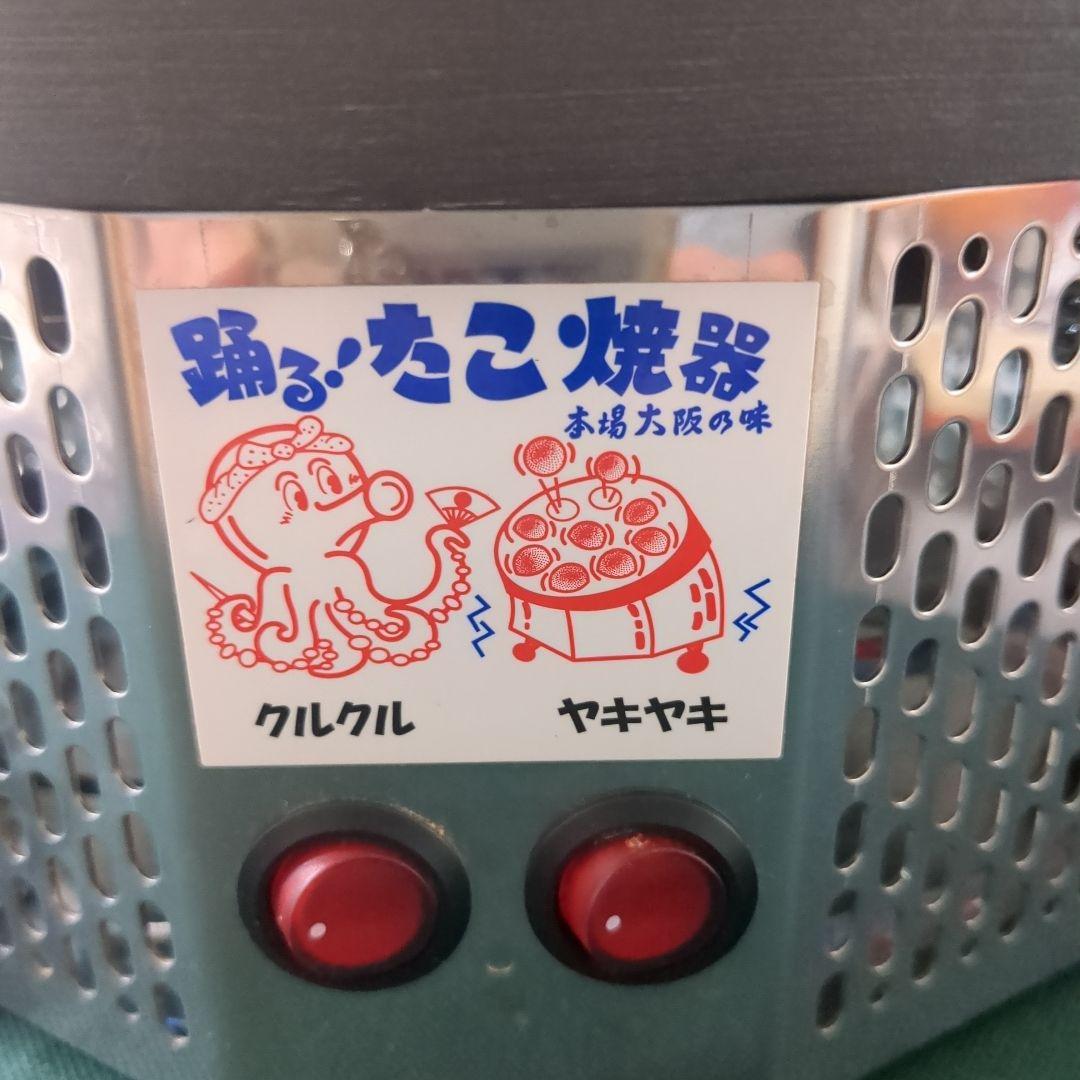 踊る!たこ焼器
本場大阪の味
クルクル
ヤキヤキ